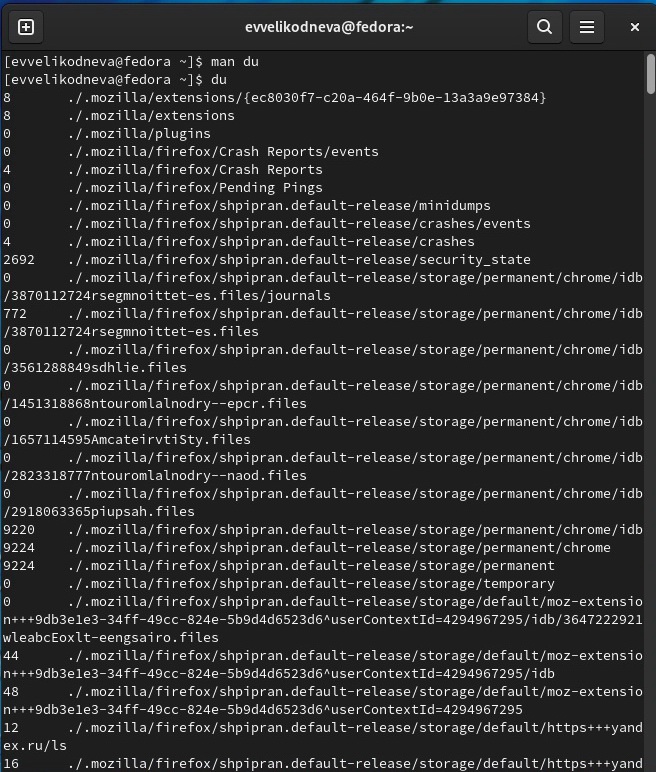 evvelikodneva@fedora:~
[evvelikodneva@fedora ~]$ man du
[evvelikodneva@fedora ~]$ du
8       ./.mozilla/extensions/{ec8030f7-c20a-464f-9b0e-13a3a9e97384}
8       ./.mozilla/extensions
0       ./.mozilla/plugins
0       ./.mozilla/firefox/Crash Reports/events
4       ./.mozilla/firefox/Crash Reports
0       ./.mozilla/firefox/Pending Pings
0       ./.mozilla/firefox/shpipran.default-release/minidumps
0       ./.mozilla/firefox/shpipran.default-release/crashes/events
4       ./.mozilla/firefox/shpipran.default-release/crashes
2692    ./.mozilla/firefox/shpipran.default-release/security_state
0       ./.mozilla/firefox/shpipran.default-release/storage/permanent/chrome/idb
/3870112724rsegmnoittet-es.files/journals
772     ./.mozilla/firefox/shpipran.default-release/storage/permanent/chrome/idb
/3870112724rsegmnoittet-es.files
0       ./.mozilla/firefox/shpipran.default-release/storage/permanent/chrome/idb
/3561288849sdhlie.files
0       ./.mozilla/firefox/shpipran.default-release/storage/permanent/chrome/idb
/1451318868ntouromlalnodry--epcr.files
0       ./.mozilla/firefox/shpipran.default-release/storage/permanent/chrome/idb
/1657114595AmcateirvtiSty.files
0       ./.mozilla/firefox/shpipran.default-release/storage/permanent/chrome/idb
/2823318777ntouromlalnodry--naod.files
0       ./.mozilla/firefox/shpipran.default-release/storage/permanent/chrome/idb
/2918063365piupsah.files
9220    ./.mozilla/firefox/shpipran.default-release/storage/permanent/chrome/idb
9224    ./.mozilla/firefox/shpipran.default-release/storage/permanent/chrome
9224    ./.mozilla/firefox/shpipran.default-release/storage/permanent
0       ./.mozilla/firefox/shpipran.default-release/storage/temporary
0       ./.mozilla/firefox/shpipran.default-release/storage/default/moz-extensio
n+++9db3e1e3-34ff-49cc-824e-5b9d4d6523d6^userContextId=4294967295/idb/3647222921
wleabcEoxlt-eengsairo.files
44      ./.mozilla/firefox/shpipran.default-release/storage/default/moz-extensio
n+++9db3e1e3-34ff-49cc-824e-5b9d4d6523d6^userContextId=4294967295/idb
48      ./.mozilla/firefox/shpipran.default-release/storage/default/moz-extensio
n+++9db3e1e3-34ff-49cc-824e-5b9d4d6523d6^userContextId=4294967295
12      ./.mozilla/firefox/shpipran.default-release/storage/default/https+++yand
ex.ru/ls
16      ./.mozilla/firefox/shpipran.default-release/storage/default/https+++yand